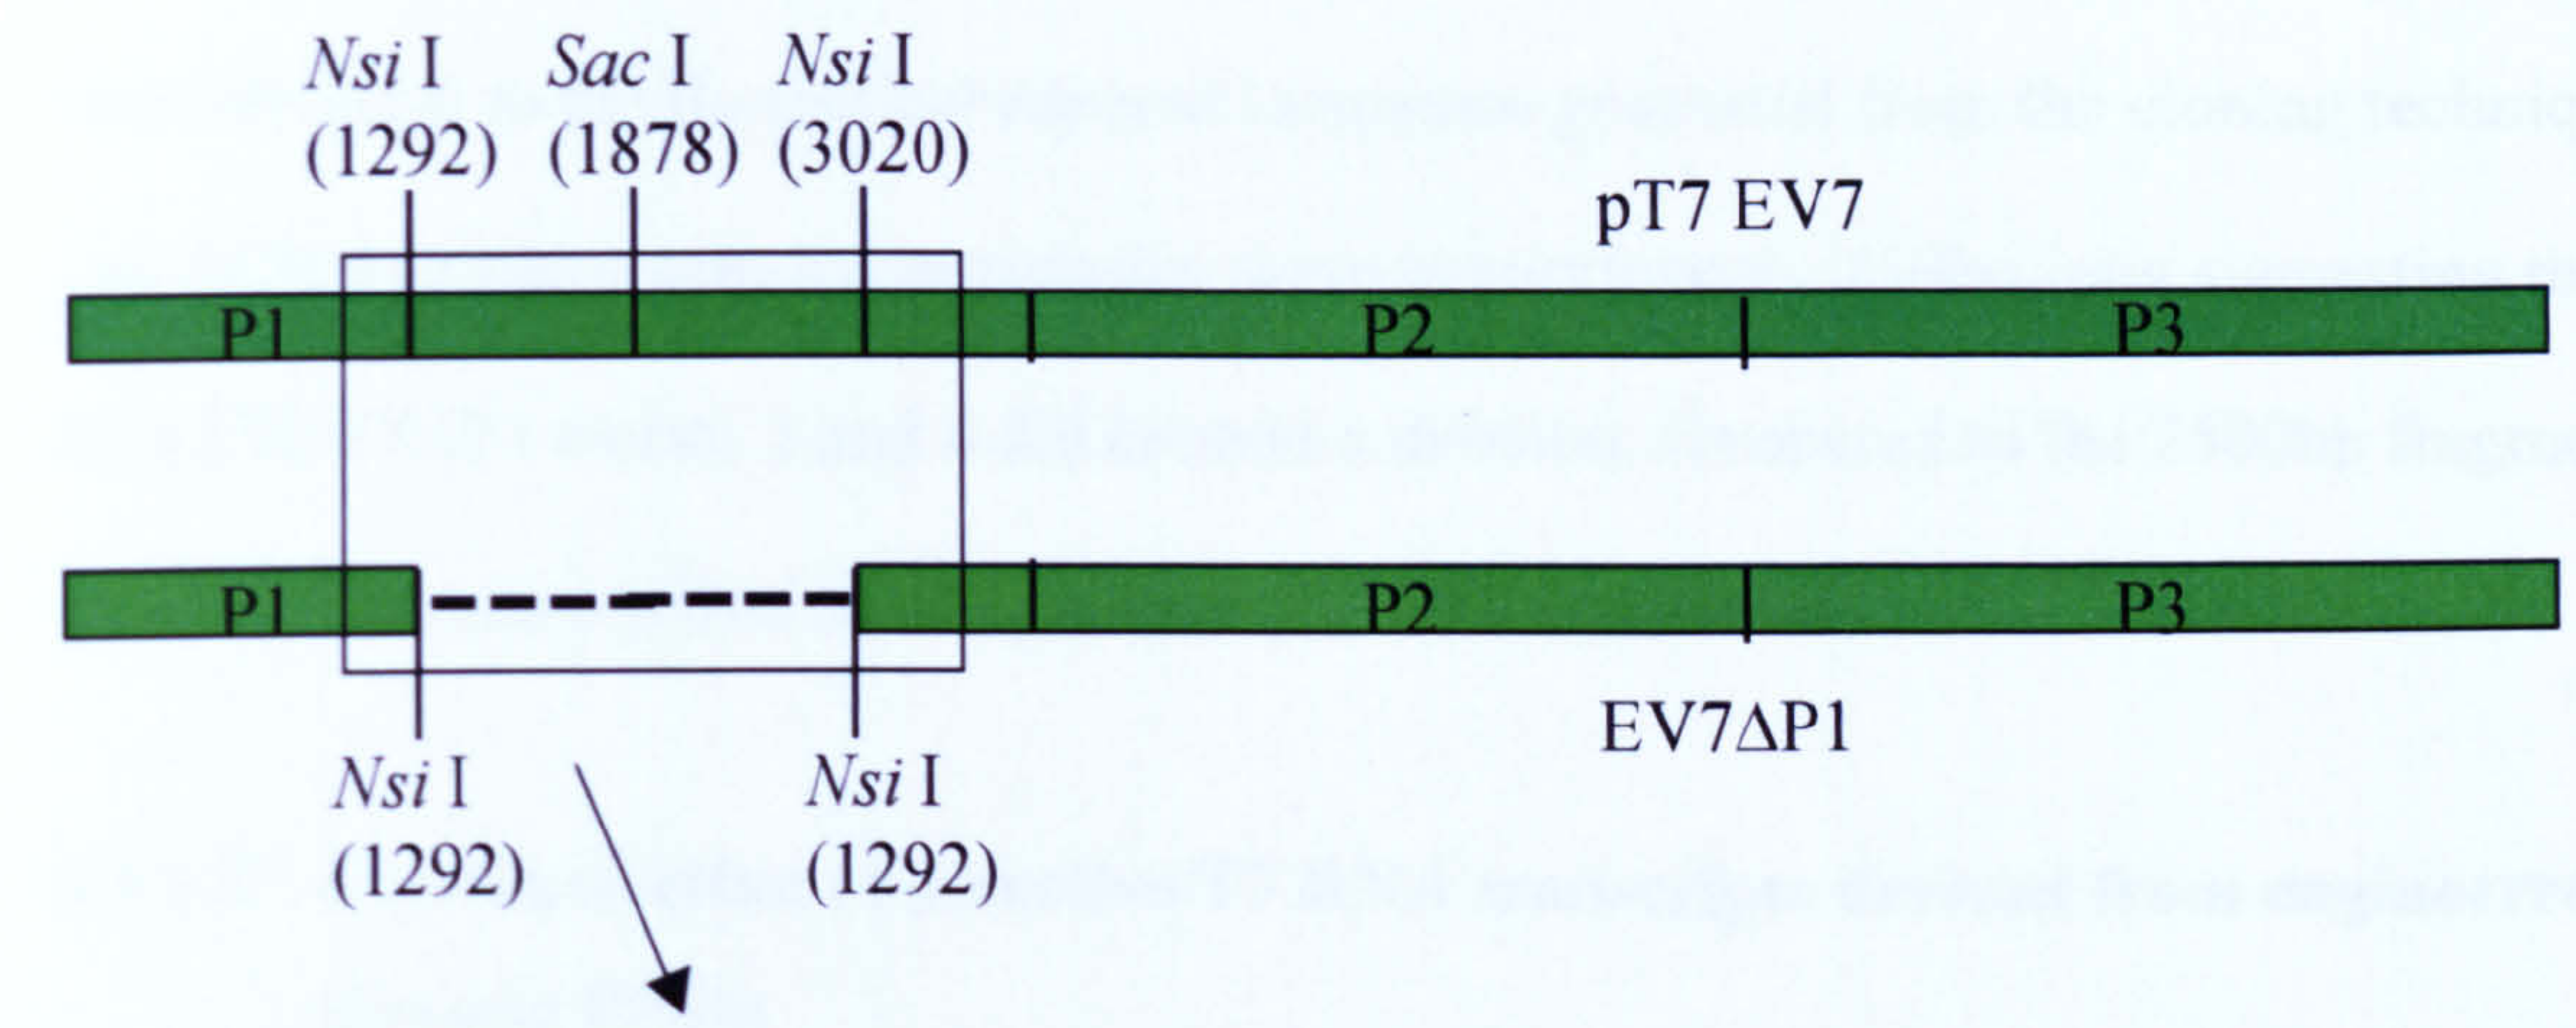 Nsi I Sac I Nsi I
(1292) (1878) (3020)
pT7 EV7
P1 P2 P3
P1 P2 P3
EV7ΔP1
Nsi I Nsi I
(1292) (1292)